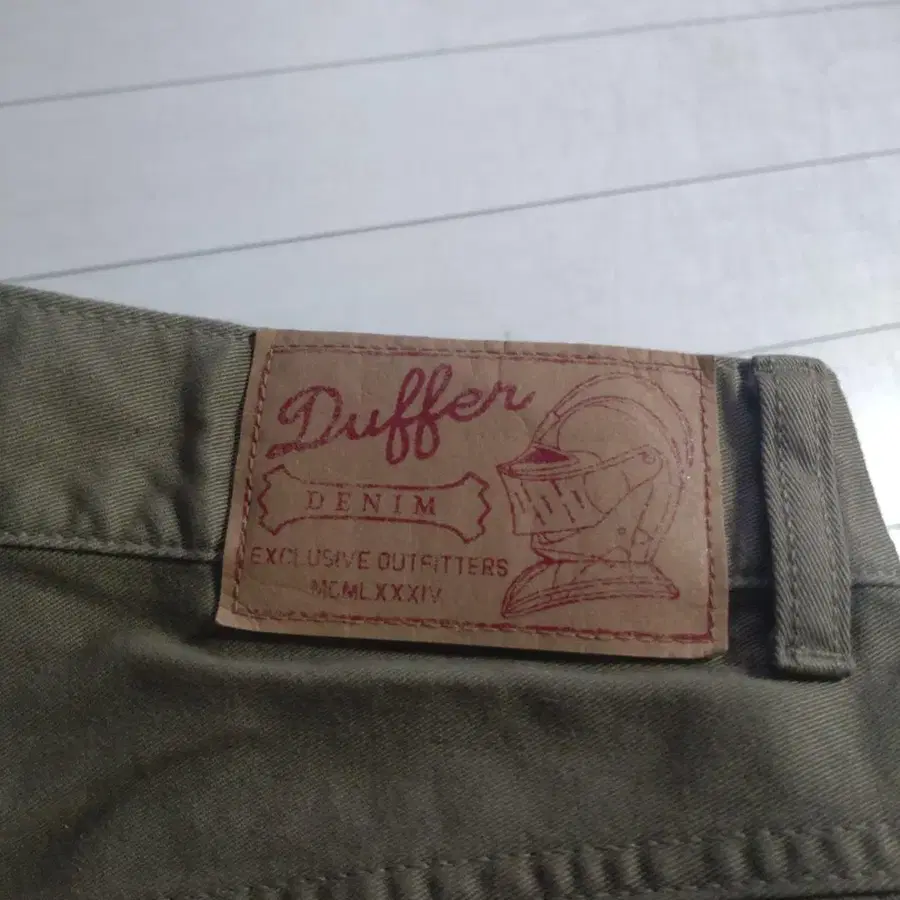 Duffer
DENIM
EXCLUSIVE OUTFITTERS
MCMLXXXIV